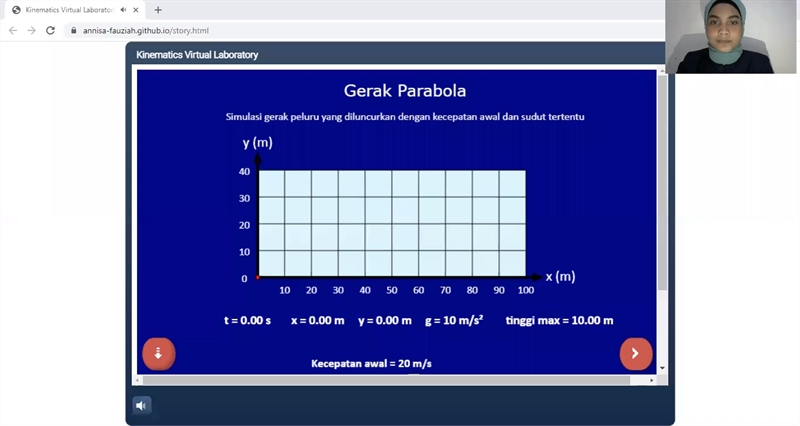 Kinematics Virtual Laborator
annisa-fauziah.github.io/story.html
Kinematics Virtual Laboratory
Gerak Parabola
Simulasi gerak peluru yang diluncurkan dengan kecepatan awal dan sudut tertentu
y (m)
40
30
20
10
0
10 20 30 40 50 60 70 80 90 100
x (m)
t = 0.00 s x = 0.00 m y = 0.00 m g = 10 m/s² tinggi max = 10.00 m
Kecepatan awal = 20 m/s